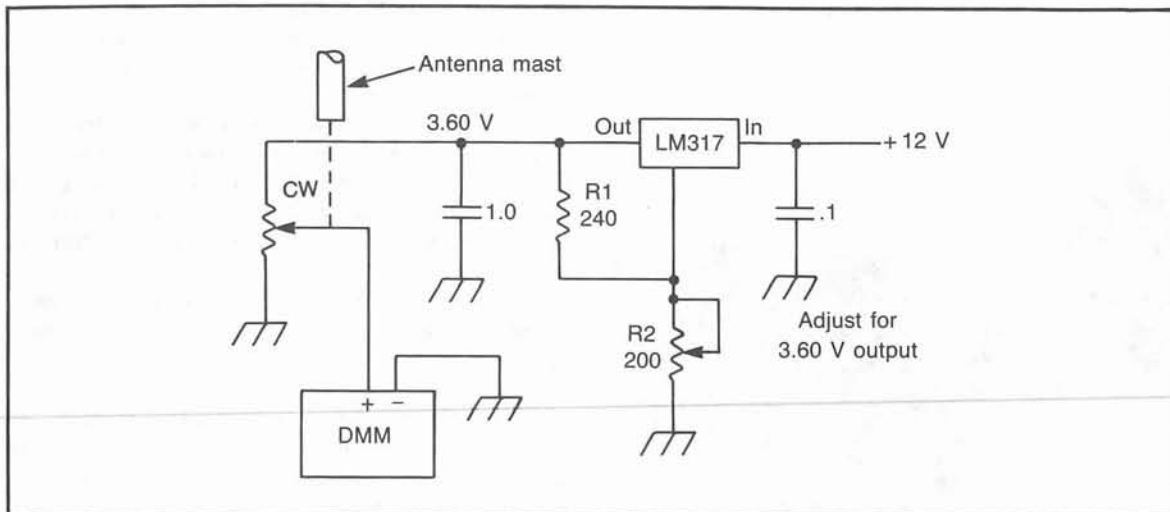 Antenna mast
3.60 V
Out
LM317
In
+ 12 V
CW
1.0
R1
240
.1
R2
200
Adjust for
3.60 V output
+ -
DMM